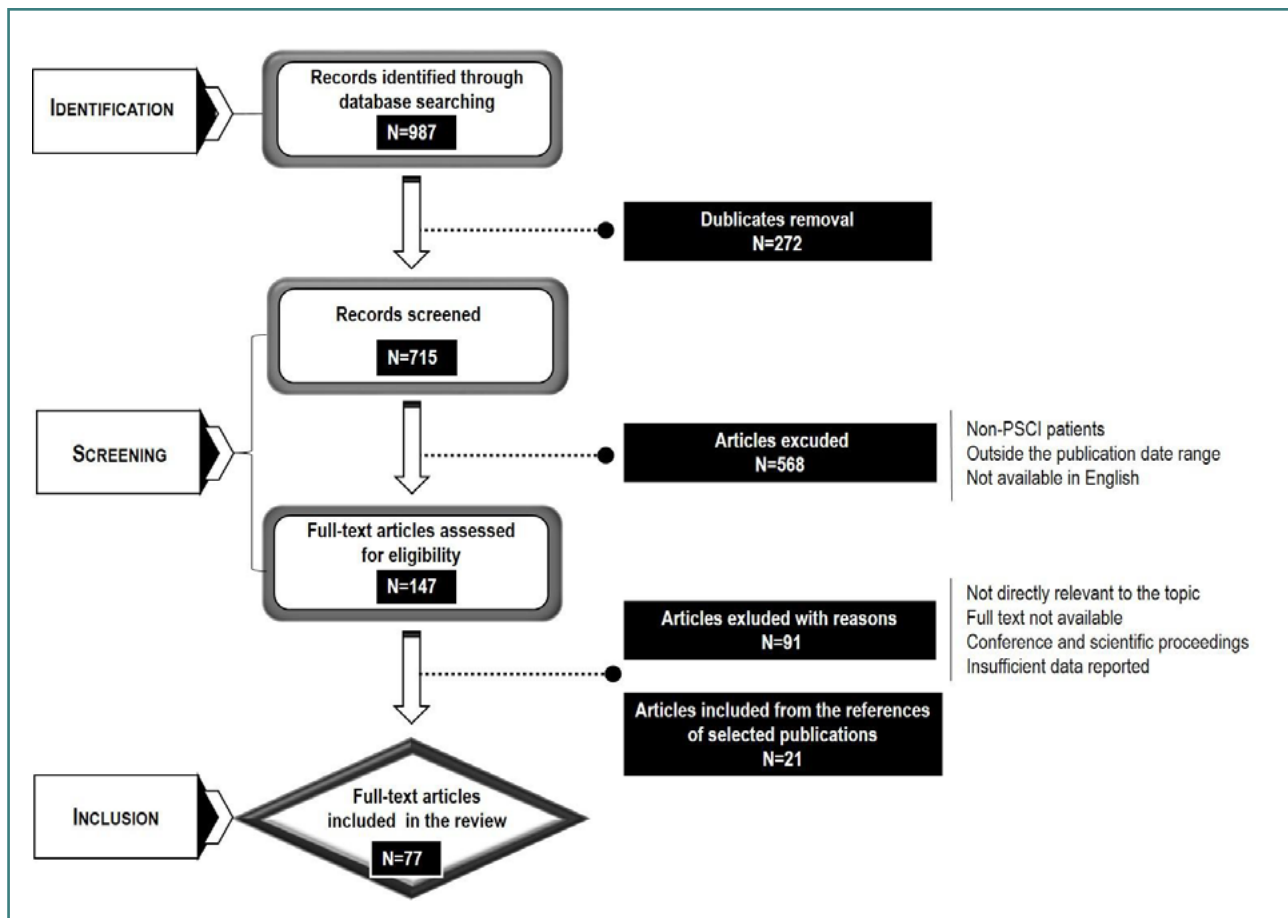 IDENTIFICATION
Records identified through
database searching
N=987
Dublicates removal
N=272
Records screened
N=715
SCREENING
Articles excuded
N=568
Non-PSCI patients
Outside the publication date range
Not available in English
Full-text articles assessed
for eligibility
N=147
Articles exluded with reasons
N=91
Not directly relevant to the topic
Full text not available
Conference and scientific proceedings
Insufficient data reported
Articles included from the references
of selected publications
N=21
INCLUSION
Full-text articles
included in the review
N=77